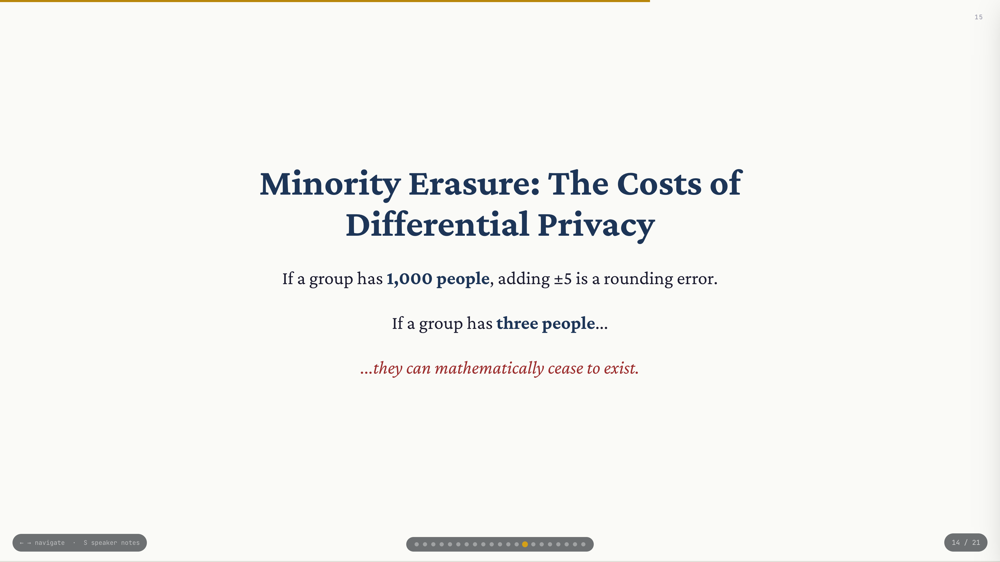 15
Minority Erasure: The Costs of
Differential Privacy
If a group has 1,000 people, adding ±5 is a rounding error.
If a group has three people...
...they can mathematically cease to exist.
← → navigate · S speaker notes
14 / 21